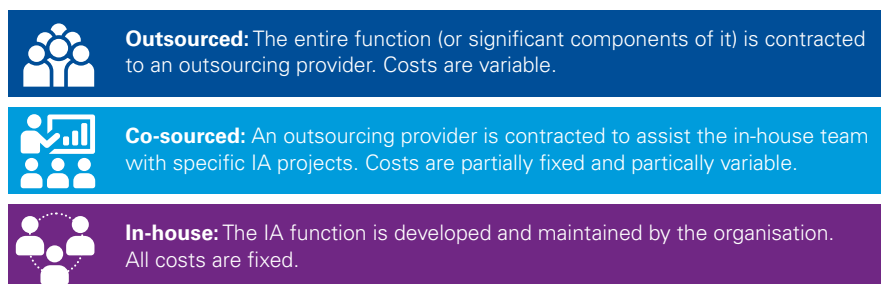 Outsourced: The entire function (or significant components of it) is contracted
to an outsourcing provider. Costs are variable.
Co-sourced: An outsourcing provider is contracted to assist the in-house team
with specific IA projects. Costs are partially fixed and partically variable.
In-house: The IA function is developed and maintained by the organisation.
All costs are fixed.